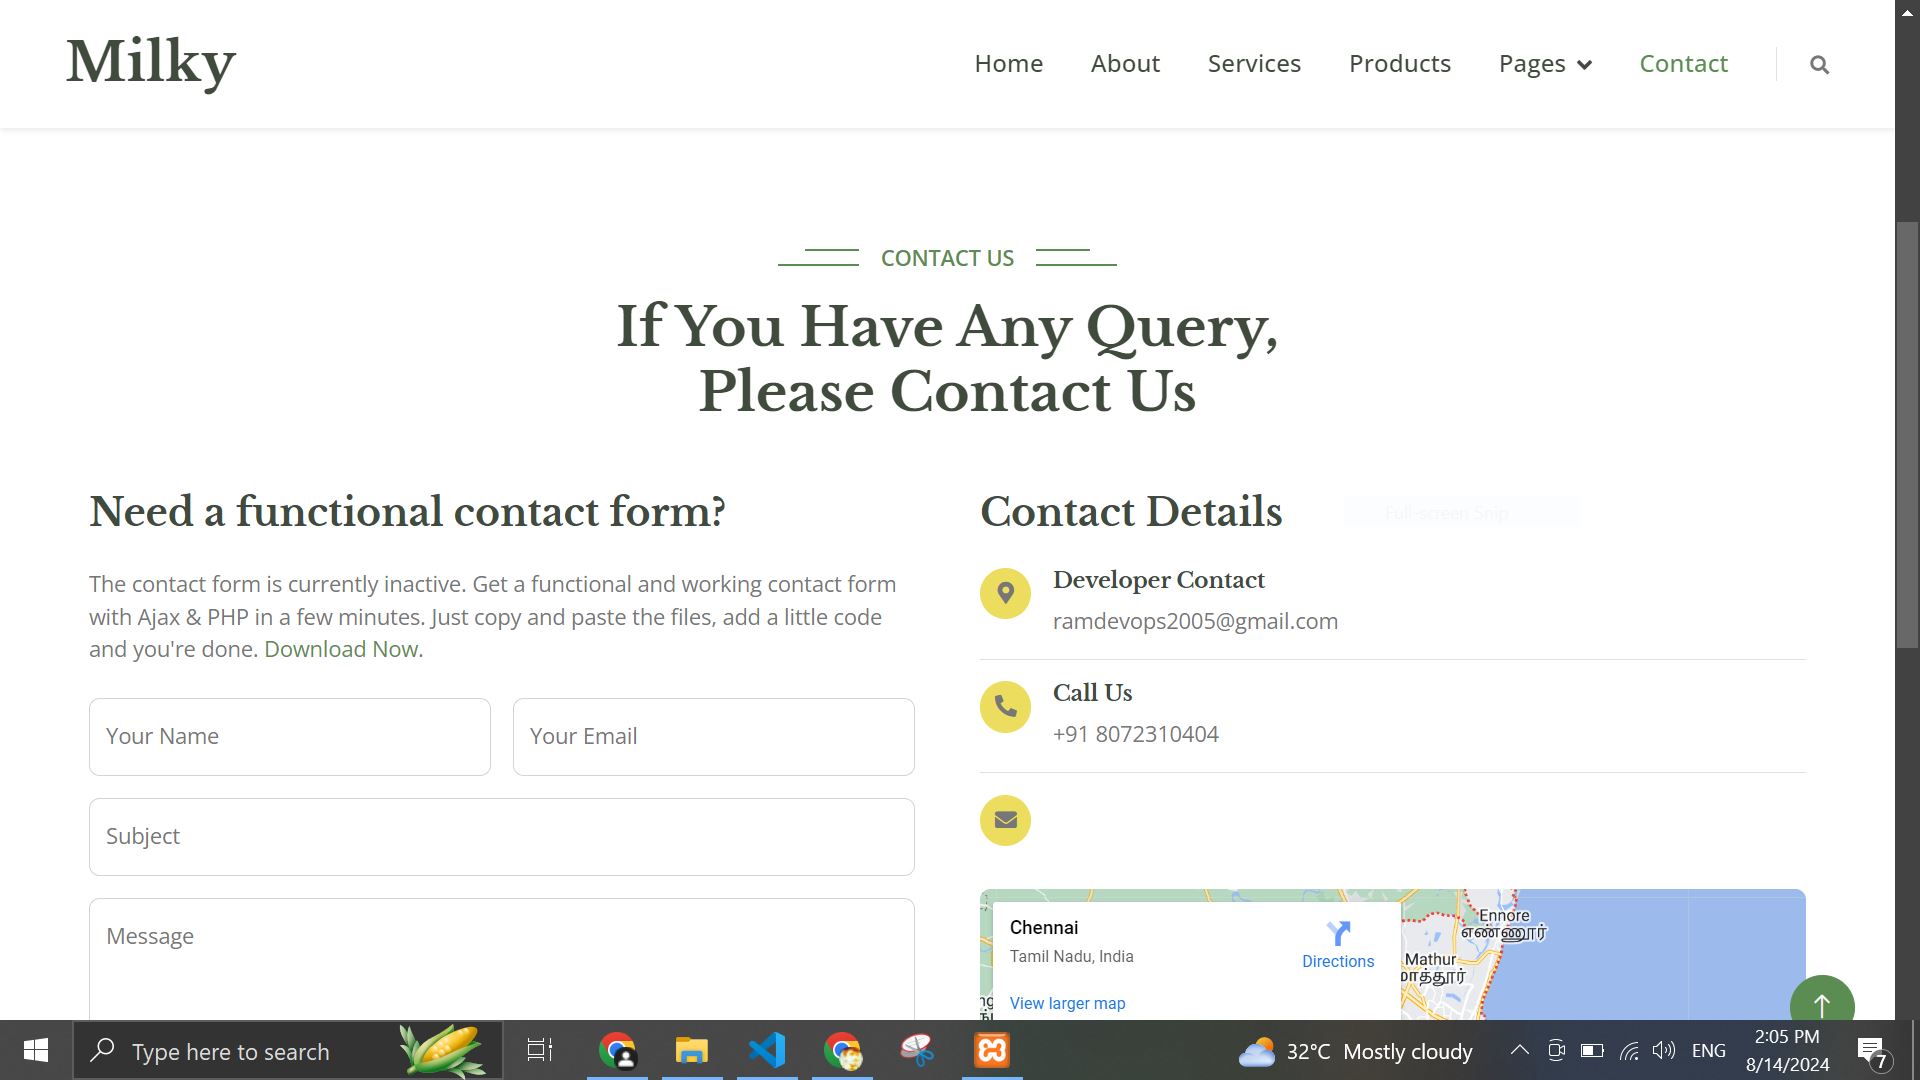 Milky
Home About Services Products Pages Contact
CONTACT US
If You Have Any Query,
Please Contact Us
Need a functional contact form?
The contact form is currently inactive. Get a functional and working contact form
with Ajax & PHP in a few minutes. Just copy and paste the files, add a little code
and you're done. Download Now.
Your Name
Your Email
Subject
Message
Contact Details
Full-screen Snip
Developer Contact
ramdevops2005@gmail.com
Call Us
+91 8072310404
Chennai
Tamil Nadu, India
Directions
View larger map
Ennore
எண்ணூர்
Mathur
மாத்தூர்
Type here to search
32°C Mostly cloudy
ENG
2:05 PM
8/14/2024
7